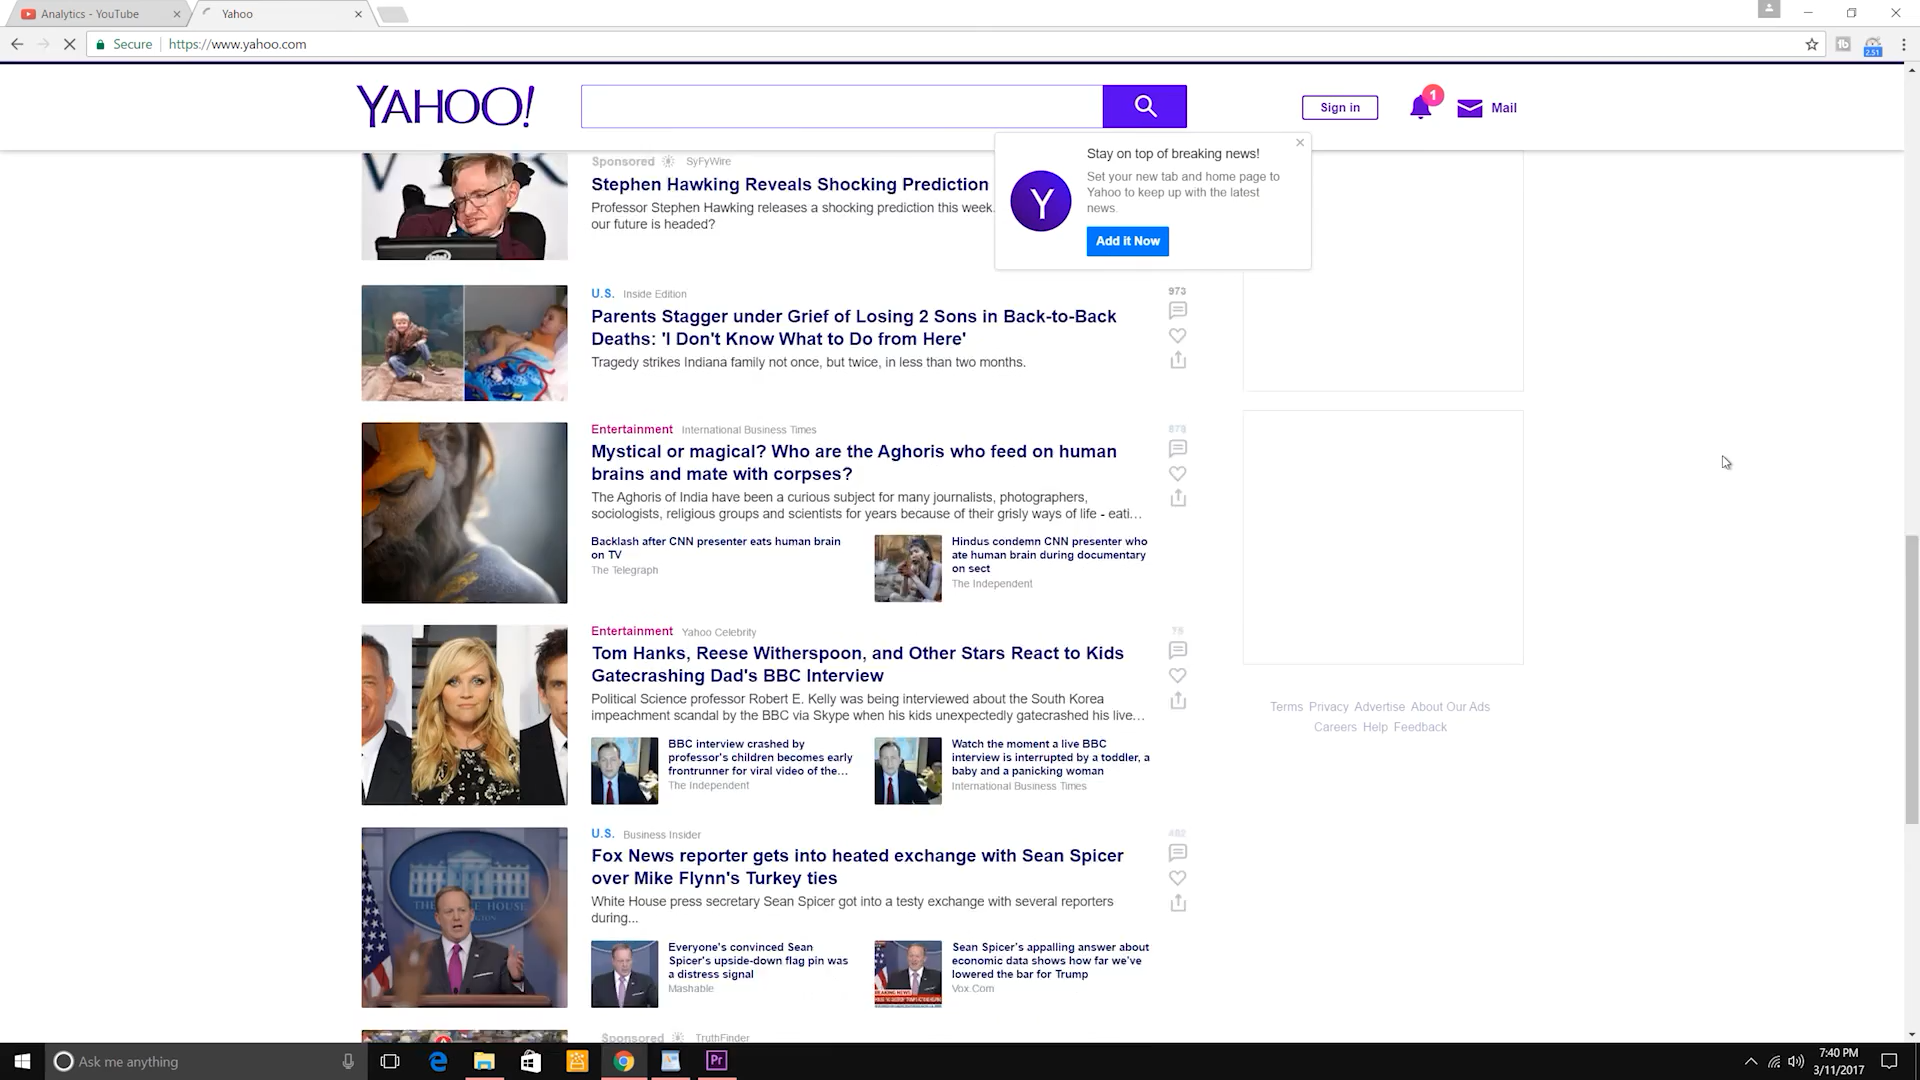 Analytics - YouTube
Yahoo
Secure
https://www.yahoo.com
fb
2.51
YAHOO!
Sign in
1
Mail
Stay on top of breaking news!
Set your new tab and home page to
Yahoo to keep up with the latest
news.
Y
Add it Now
Sponsored
SyFyWire
Stephen Hawking Reveals Shocking Prediction
Professor Stephen Hawking releases a shocking prediction this week.
our future is headed?
U.S.
Inside Edition
973
Parents Stagger under Grief of Losing 2 Sons in Back-to-Back
Deaths: 'I Don't Know What to Do from Here'
Tragedy strikes Indiana family not once, but twice, in less than two months.
Entertainment
International Business Times
878
Mystical or magical? Who are the Aghoris who feed on human
brains and mate with corpses?
The Aghoris of India have been a curious subject for many journalists, photographers,
sociologists, religious groups and scientists for years because of their grisly ways of life - eati...
Backlash after CNN presenter eats human brain
on TV
The Telegraph
Hindus condemn CNN presenter who
ate human brain during documentary
on sect
The Independent
Entertainment
Yahoo Celebrity
75
Tom Hanks, Reese Witherspoon, and Other Stars React to Kids
Gatecrashing Dad's BBC Interview
Political Science professor Robert E. Kelly was being interviewed about the South Korea
impeachment scandal by the BBC via Skype when his kids unexpectedly gatecrashed his live...
BBC interview crashed by
professor's children becomes early
frontrunner for viral video of the...
The Independent
Watch the moment a live BBC
interview is interrupted by a toddler, a
baby and a panicking woman
International Business Times
Terms Privacy Advertise About Our Ads
Careers Help Feedback
U.S.
Business Insider
482
Fox News reporter gets into heated exchange with Sean Spicer
over Mike Flynn's Turkey ties
White House press secretary Sean Spicer got into a testy exchange with several reporters
during...
Everyone's convinced Sean
Spicer's upside-down flag pin was
a distress signal
Mashable
Sean Spicer's appalling answer about
economic data shows how far we've
lowered the bar for Trump
Vox.Com
Sponsored
TruthFinder
Ask me anything
Pr
7:40 PM
3/11/2017